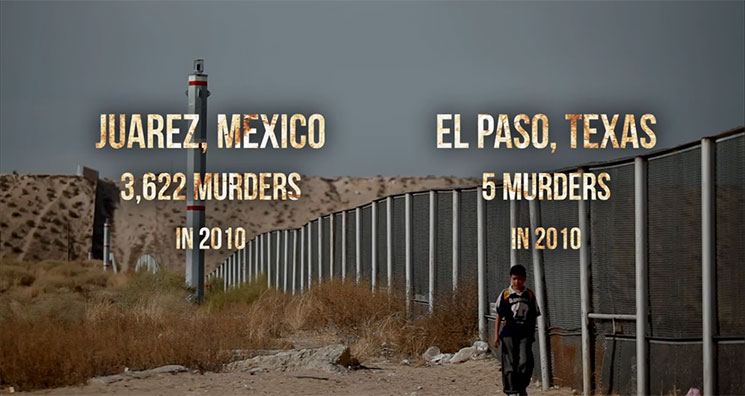 JUAREZ, MEXICO
3,622 MURDERS
IN 2010
EL PASO, TEXAS
5 MURDERS
IN 2010